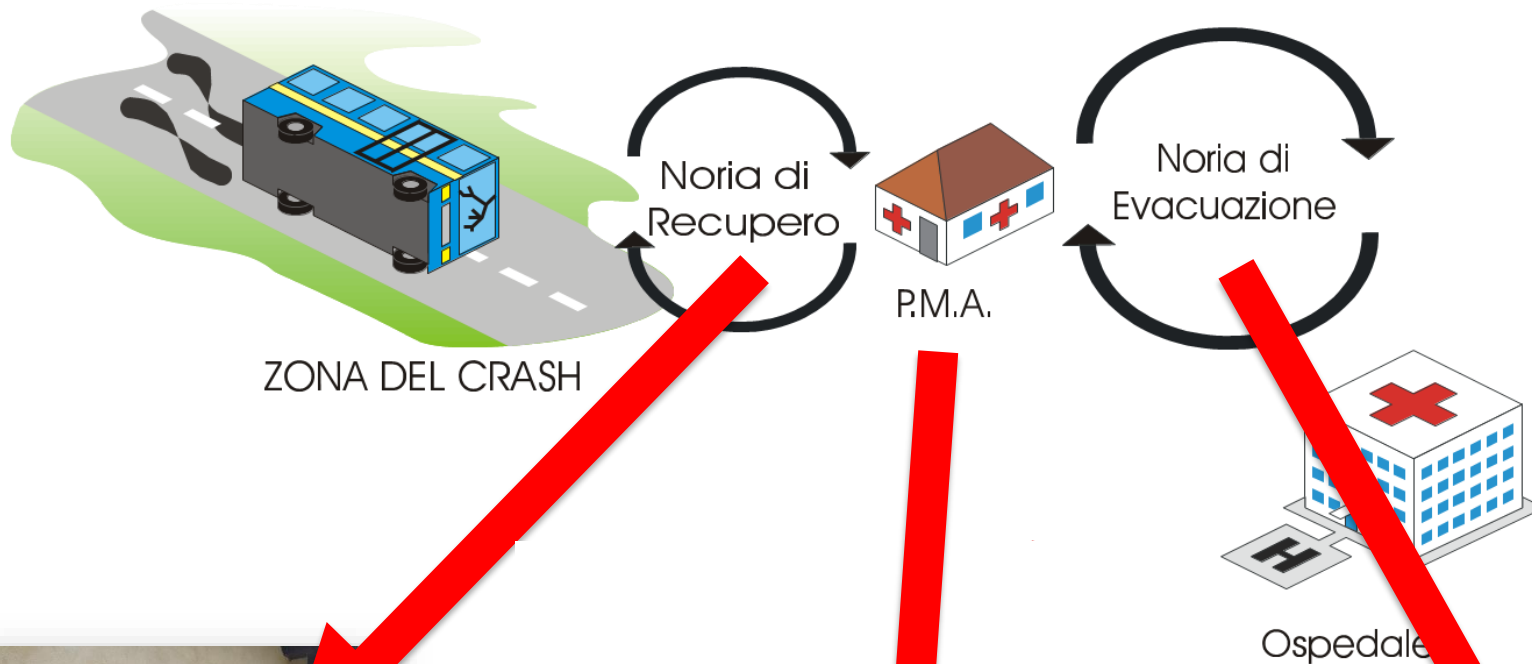 Noria di
Recupero
Noria di
Evacuazione
P.M.A.
ZONA DEL CRASH
H
Ospedale